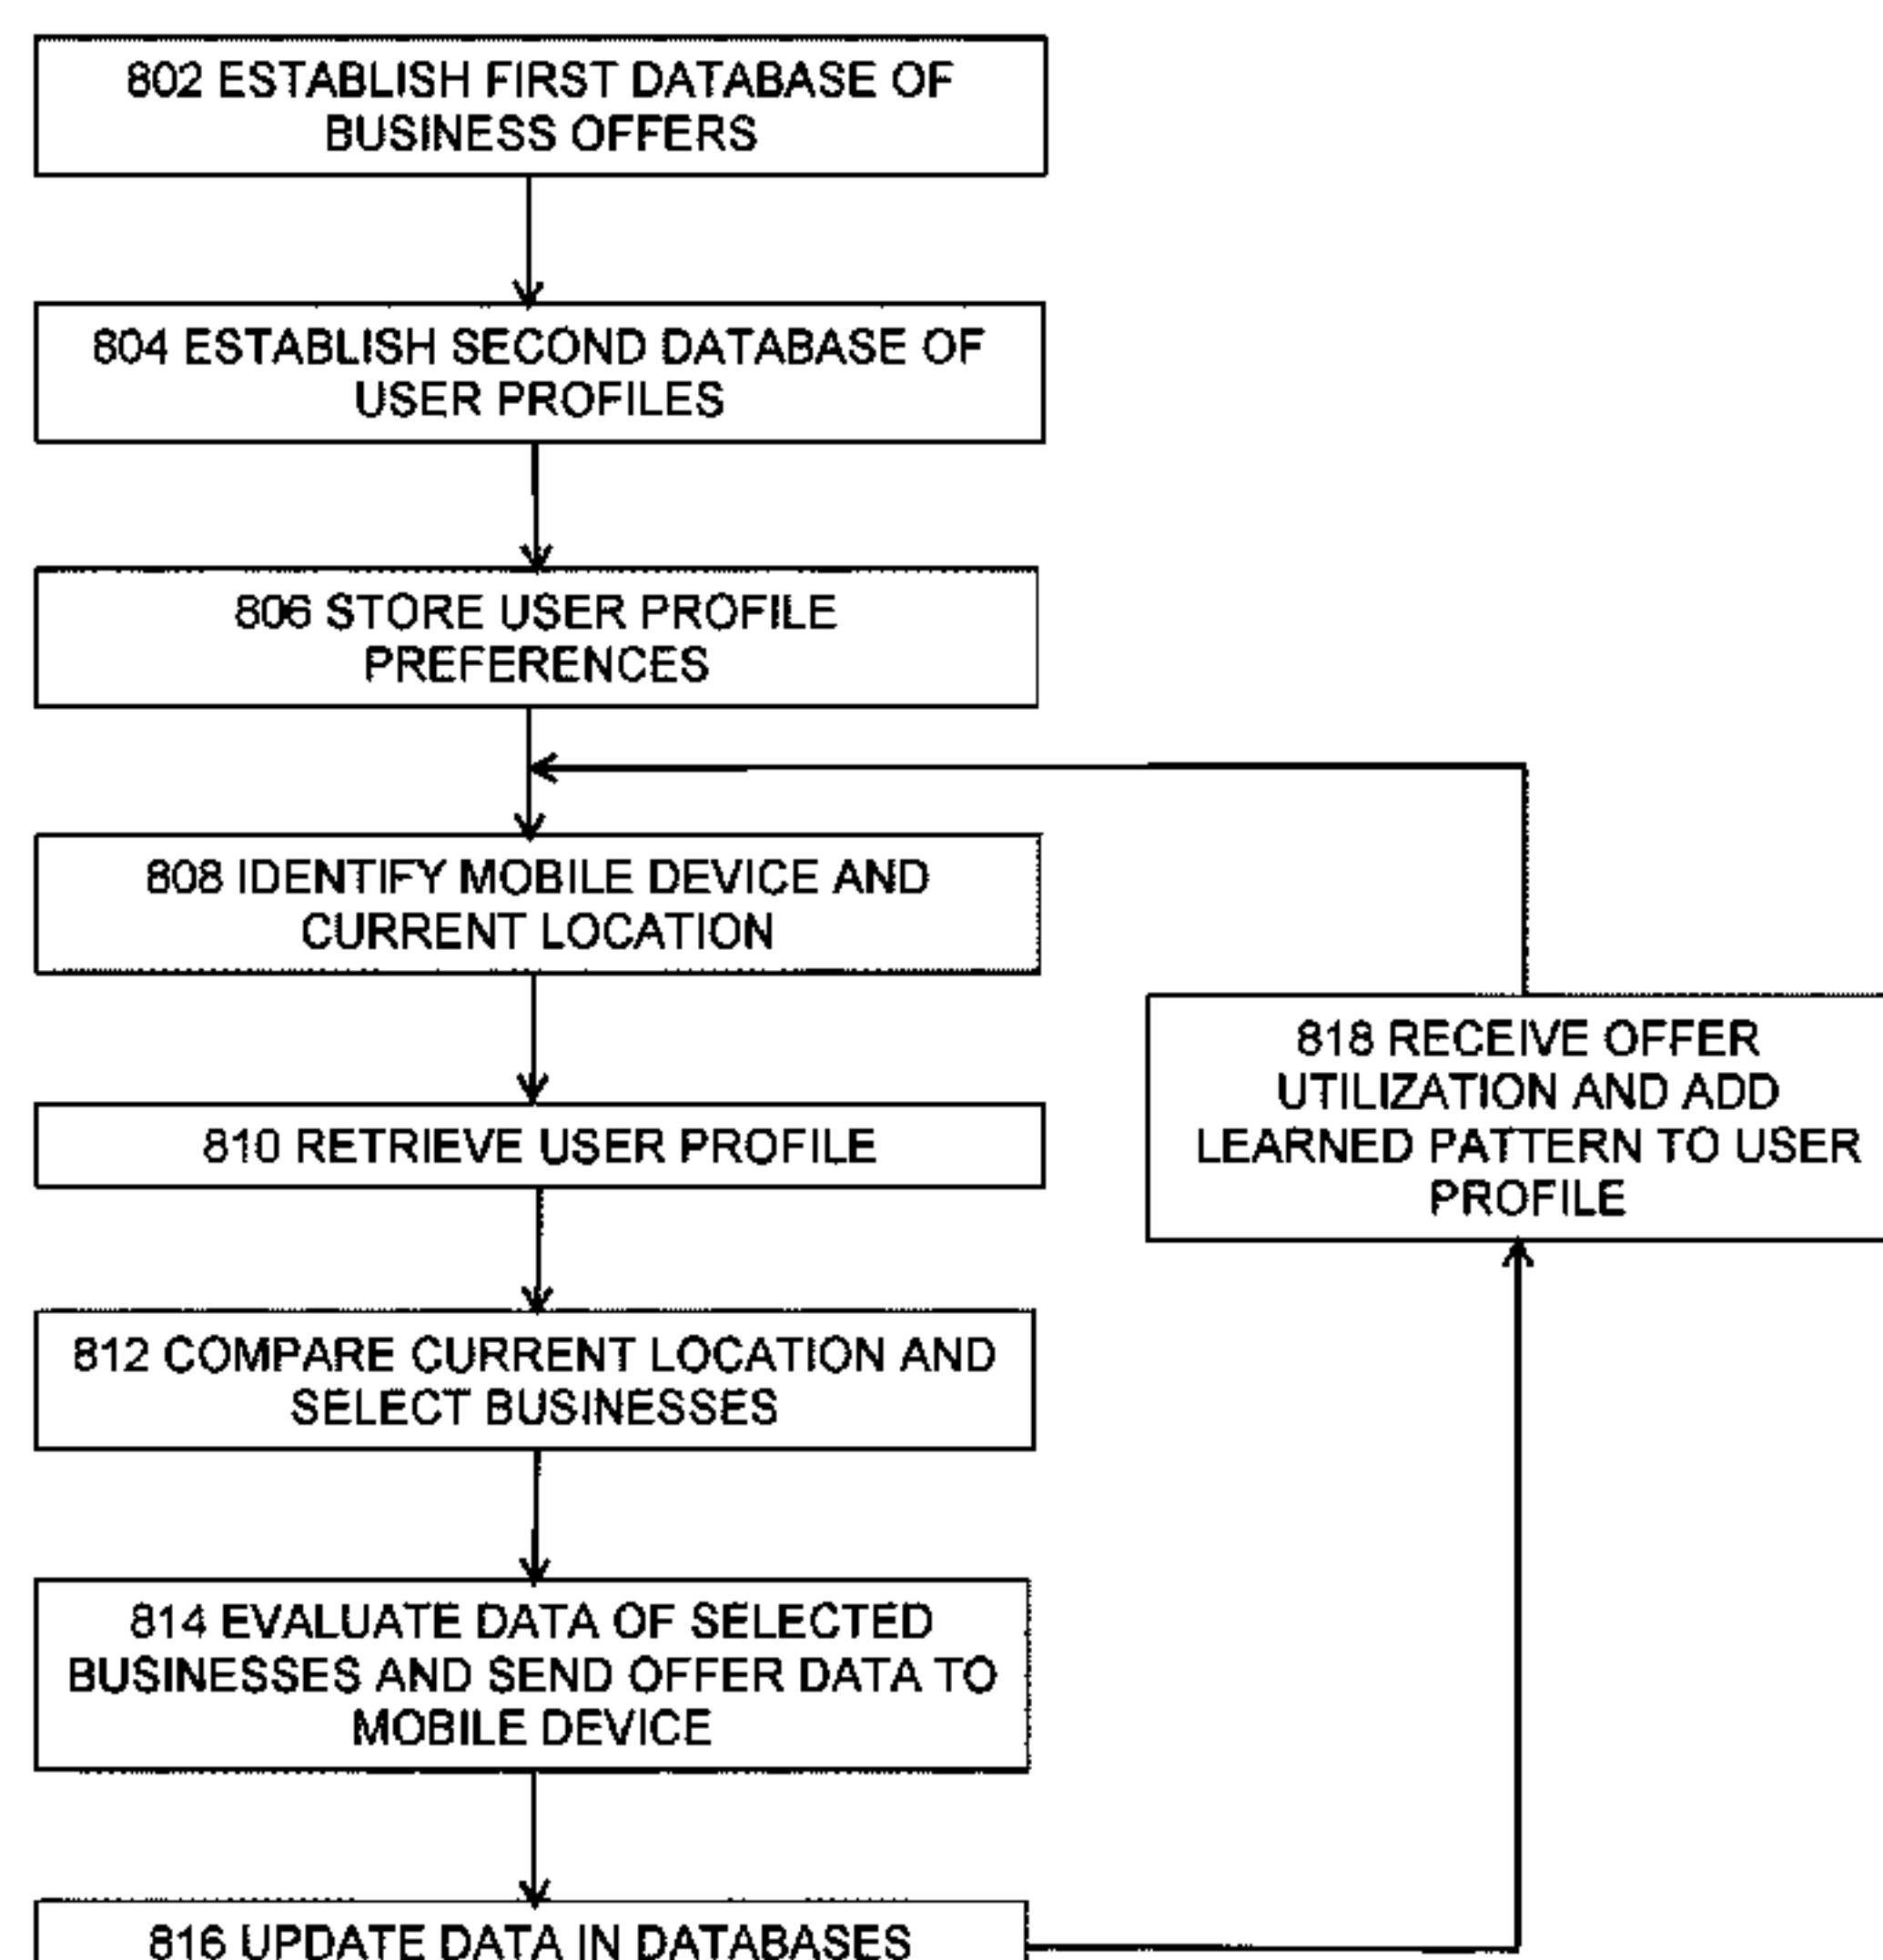 802 ESTABLISH FIRST DATABASE OF
BUSINESS OFFERS
804 ESTABLISH SECOND DATABASE OF
USER PROFILES
806 STORE USER PROFILE
PREFERENCES
808 IDENTIFY MOBILE DEVICE AND
CURRENT LOCATION
810 RETRIEVE USER PROFILE
812 COMPARE CURRENT LOCATION AND
SELECT BUSINESSES
814 EVALUATE DATA OF SELECTED
BUSINESSES AND SEND OFFER DATA TO
MOBILE DEVICE
816 UPDATE DATA IN DATABASES
818 RECEIVE OFFER
UTILIZATION AND ADD
LEARNED PATTERN TO USER
PROFILE